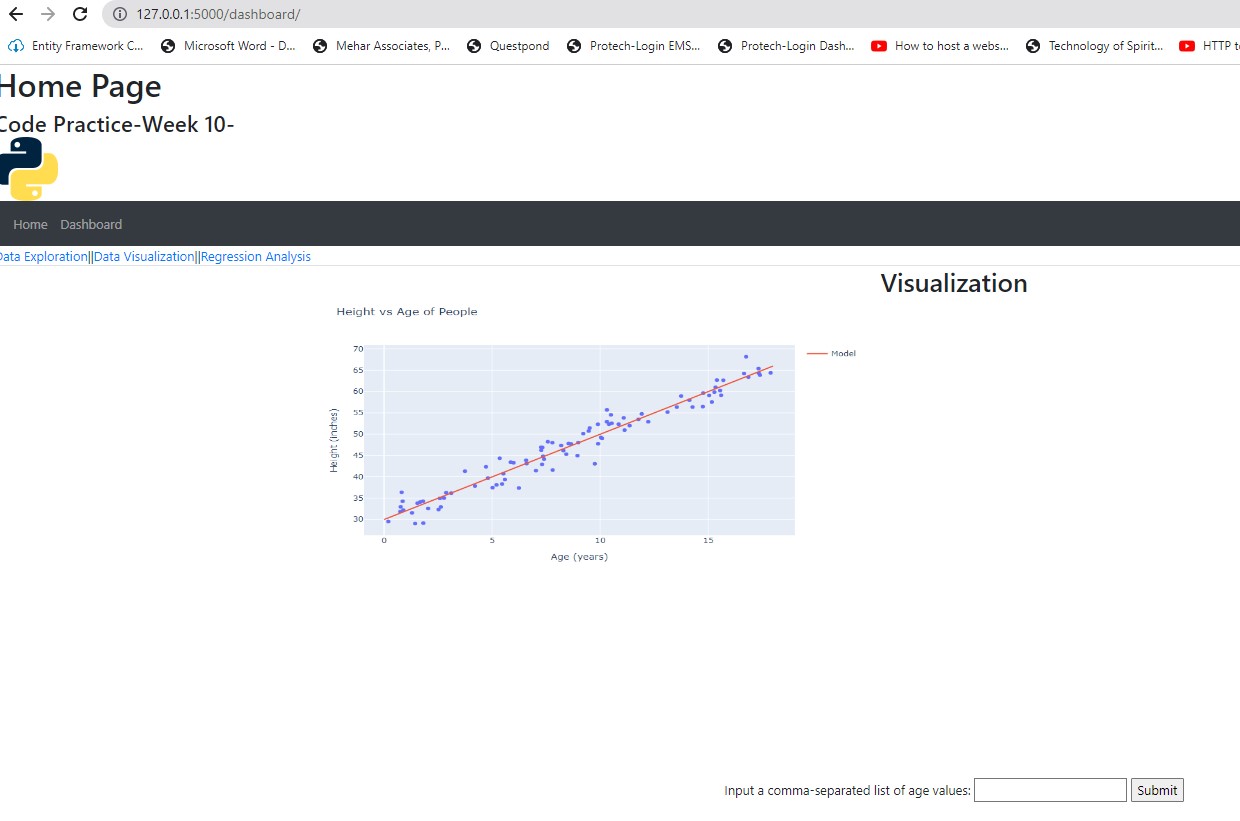 127.0.0.1:5000/dashboard/
Entity Framework C... Microsoft Word - D... Mehar Associates, P... Questpond Protech-Login EMS... Protech-Login Dash... How to host a webs... Technology of Spirit... HTTP to
Home Page
Code Practice-Week 10-
Home Dashboard
Data Exploration||Data Visualization||Regression Analysis
Visualization
Height vs Age of People
Model
70
65
60
55
50
45
40
35
30
Height (inches)
0 5 10 15
Age (years)
Input a comma-separated list of age values: Submit